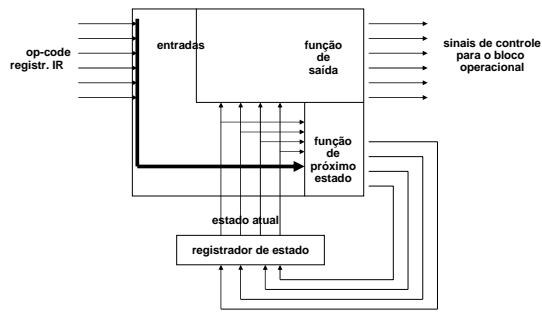 op-code
registr. IR
entradas
função
de
saída
sinais de controle
para o bloco
operacional
função
de
próximo
estado
estado atual
registrador de estado